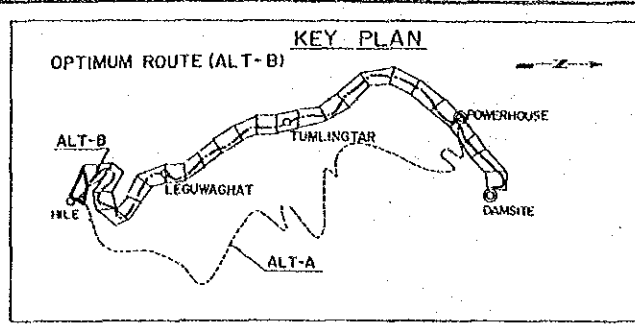 KEY PLAN
OPTIMUM ROUTE (ALT-B)
N
POWERHOUSE
TUMLINGTAR
ALT-B
LEGUWAGHAT
DAMSITE
HILE
ALT-A